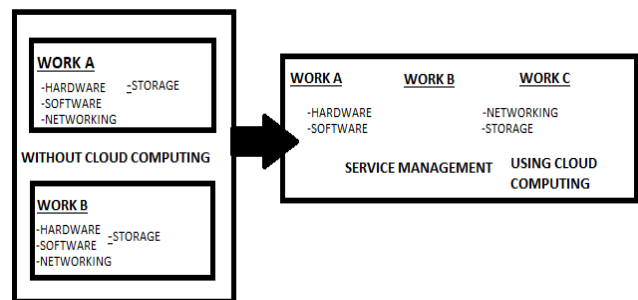 WORK A
-HARDWARE -STORAGE
-SOFTWARE
-NETWORKING
WITHOUT CLOUD COMPUTING
WORK B
-HARDWARE
-SOFTWARE -STORAGE
-NETWORKING
WORK A WORK B WORK C
-HARDWARE -NETWORKING
-SOFTWARE -STORAGE
SERVICE MANAGEMENT USING CLOUD
COMPUTING